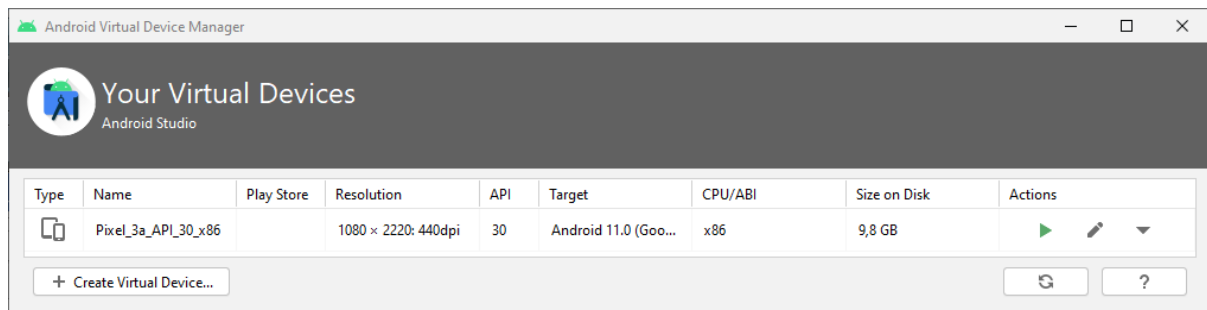 Android Virtual Device Manager
Your Virtual Devices
Android Studio
Type Name Play Store Resolution API Target CPU/ABI Size on Disk Actions
Pixel_3a_API_30_x86 1080 × 2220: 440dpi 30 Android 11.0 (Goo... x86 9,8 GB
+ Create Virtual Device... ?